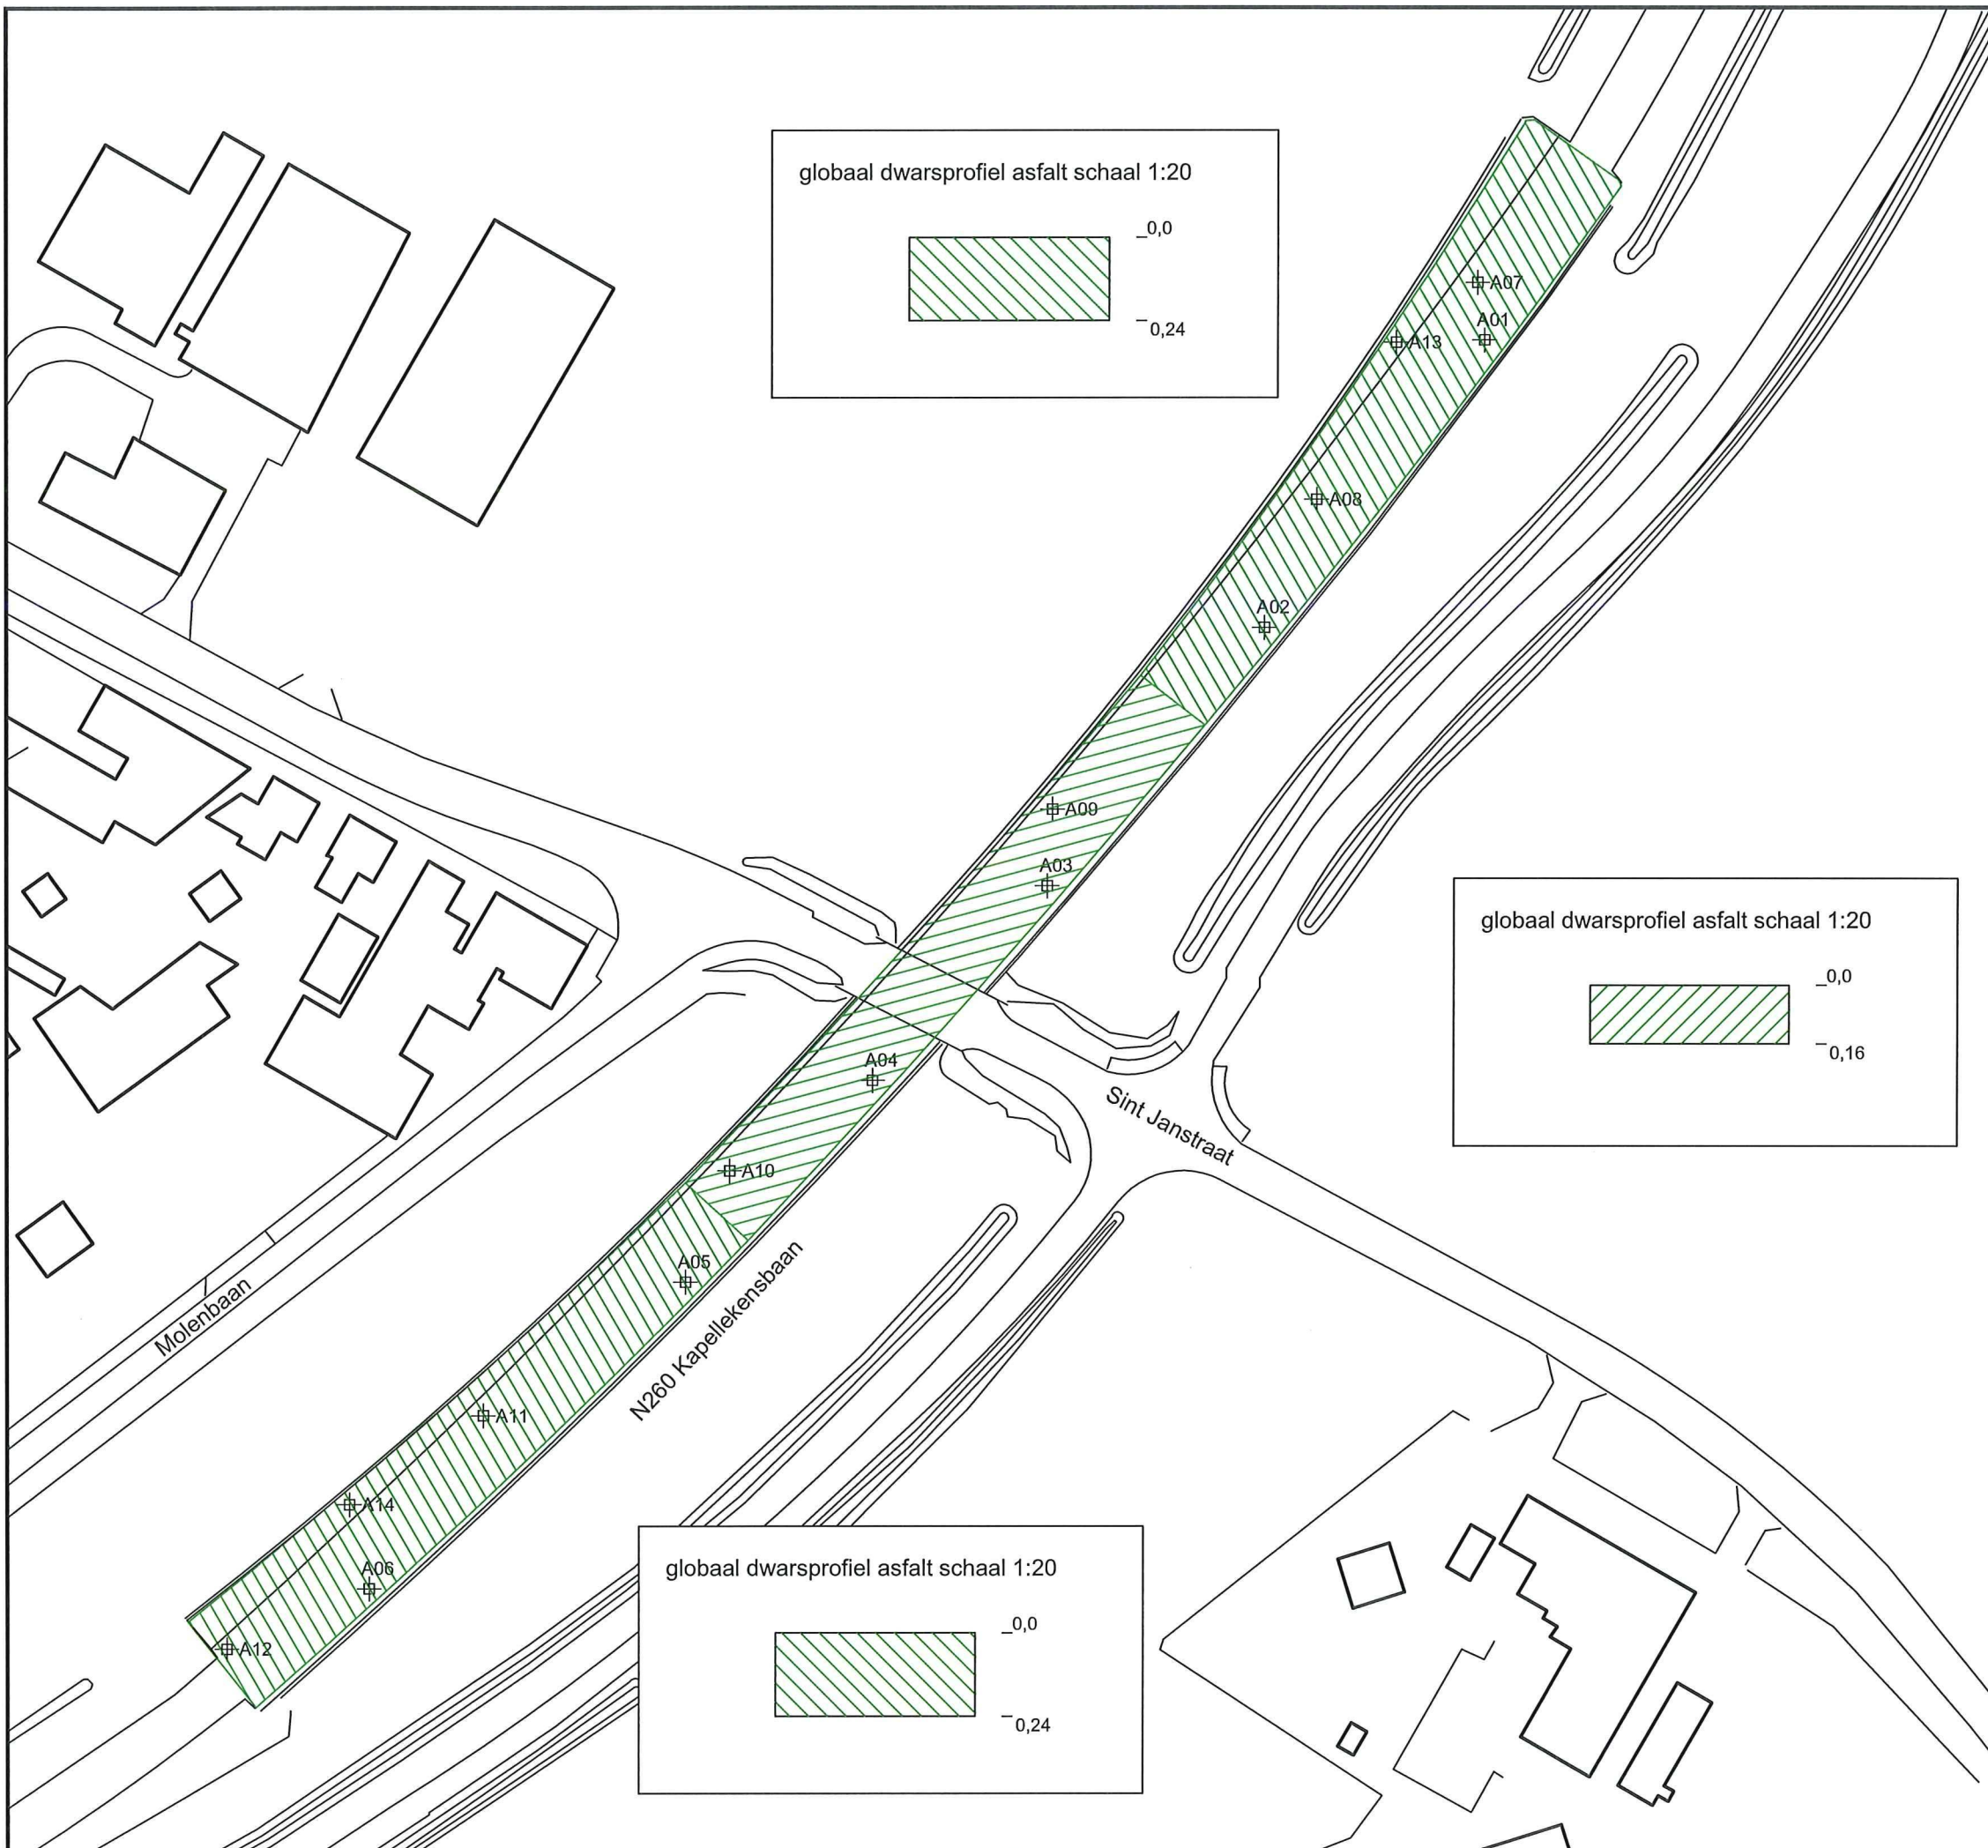 globaal dwarsprofiel asfalt schaal 1:20
0,0
0,24
A07
A01
A13
A08
A02
A09
A03
globaal dwarsprofiel asfalt schaal 1:20
0,0
0,16
A04
Sint Janstraat
A10
A05
Molenbaan
N260 Kapellekensbaan
A11
A14
A06
A12
globaal dwarsprofiel asfalt schaal 1:20
0,0
0,24